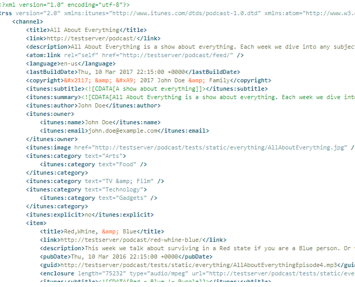 <?xml version="1.0" encoding="utf-8"?>
<rss version="2.0" xmlns:itunes="http://www.itunes.com/dtds/podcast-1.0.dtd" xmlns:atom="http://www.w3.
<channel>
<title>All About Everything</title>
<link>http://testserver/podcast/</link>
<description>All About Everything is a show about everything. Each week we dive into any subjec
<atom:link rel="self" href="http://testserver/podcast/feed/" />
<language>en-us</language>
<lastBuildDate>Thu, 10 Mar 2017 22:15:00 +0000</lastBuildDate>
<copyright>&#x2117; &amp; &#xA9; 2017 John Doe &amp; Family</copyright>
<itunes:subtitle><![CDATA[A show about everything]]></itunes:subtitle>
<itunes:summary><![CDATA[All About Everything is a show about everything. Each week we dive into
<itunes:author>John Doe</itunes:author>
<itunes:owner>
<itunes:name>John Doe</itunes:name>
<itunes:email>john.doe@example.com</itunes:email>
</itunes:owner>
<itunes:image href="http://testserver/podcast/tests/static/everything/AllAboutEverything.jpg" /
<itunes:category text="Arts">
<itunes:category text="Food" />
</itunes:category>
<itunes:category text="TV &amp; Film" />
<itunes:category text="Technology">
<itunes:category text="Gadgets" />
</itunes:category>
<itunes:explicit>no</itunes:explicit>
<item>
<title>Red,Whine, &amp; Blue</title>
<link>http://testserver/podcast/red-whine-blue/</link>
<description>This week we talk about surviving in a Red state if you are a Blue person. Or
<pubDate>Thu, 10 Mar 2016 22:15:00 +0000</pubDate>
<guid>http://testserver/podcast/tests/static/everything/AllAboutEverythingEpisode4.mp3</guid>
<enclosure length="75232" type="audio/mpeg" url="http://testserver/podcast/tests/static/everyth